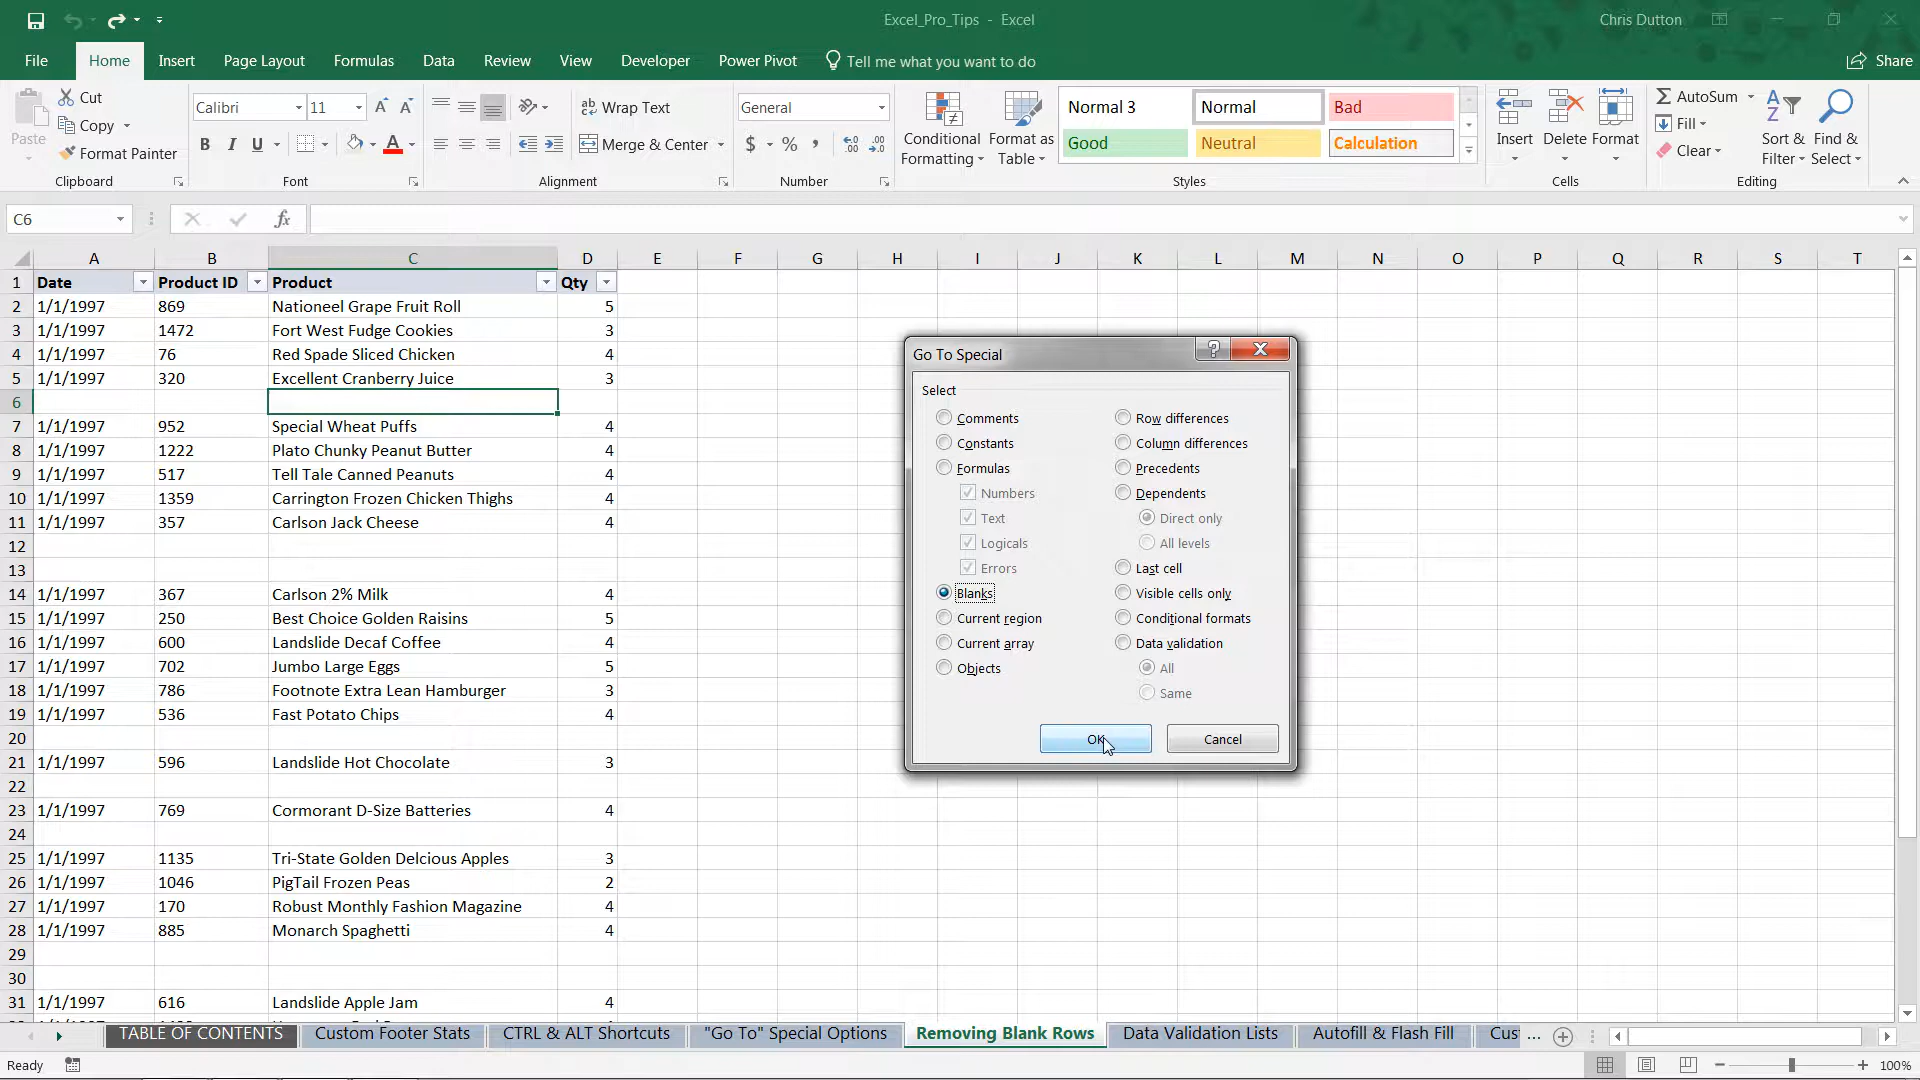 Excel_Pro_Tips - Excel
Chris Dutton
File Home Insert Page Layout Formulas Data Review View Developer Power Pivot Tell me what you want to do Share
Paste
Cut
Copy
Format Painter
Clipboard
Calibri 11
B I U
Font
Wrap Text
Merge & Center
Alignment
General
$ % ,
Number
Conditional Formatting
Format as Table
Normal 3 Normal Bad
Good Neutral Calculation
Styles
Insert Delete Format
Cells
AutoSum
Fill
Clear
Sort & Filter
Find & Select
Editing
C6 fx
A B C D E F G H I J K L M N O P Q R S T
1 Date Product ID Product Qty
2 1/1/1997 869 Nationeel Grape Fruit Roll 5
3 1/1/1997 1472 Fort West Fudge Cookies 3
4 1/1/1997 76 Red Spade Sliced Chicken 4
5 1/1/1997 320 Excellent Cranberry Juice 3
6
7 1/1/1997 952 Special Wheat Puffs 4
8 1/1/1997 1222 Plato Chunky Peanut Butter 4
9 1/1/1997 517 Tell Tale Canned Peanuts 4
10 1/1/1997 1359 Carrington Frozen Chicken Thighs 4
11 1/1/1997 357 Carlson Jack Cheese 4
12
13
14 1/1/1997 367 Carlson 2% Milk 4
15 1/1/1997 250 Best Choice Golden Raisins 5
16 1/1/1997 600 Landslide Decaf Coffee 4
17 1/1/1997 702 Jumbo Large Eggs 5
18 1/1/1997 786 Footnote Extra Lean Hamburger 3
19 1/1/1997 536 Fast Potato Chips 4
20
21 1/1/1997 596 Landslide Hot Chocolate 3
22
23 1/1/1997 769 Cormorant D-Size Batteries 4
24
25 1/1/1997 1135 Tri-State Golden Delcious Apples 3
26 1/1/1997 1046 PigTail Frozen Peas 2
27 1/1/1997 170 Robust Monthly Fashion Magazine 4
28 1/1/1997 885 Monarch Spaghetti 4
29
30
31 1/1/1997 616 Landslide Apple Jam 4
Go To Special
Select
Comments Row differences
Constants Column differences
Formulas Precedents
Numbers Dependents
Text Direct only
Logicals All levels
Errors Last cell
Blanks Visible cells only
Current region Conditional formats
Current array Data validation
Objects All
Same
OK Cancel
TABLE OF CONTENTS Custom Footer Stats CTRL & ALT Shortcuts "Go To" Special Options Removing Blank Rows Data Validation Lists Autofill & Flash Fill Cus ...
Ready 100%